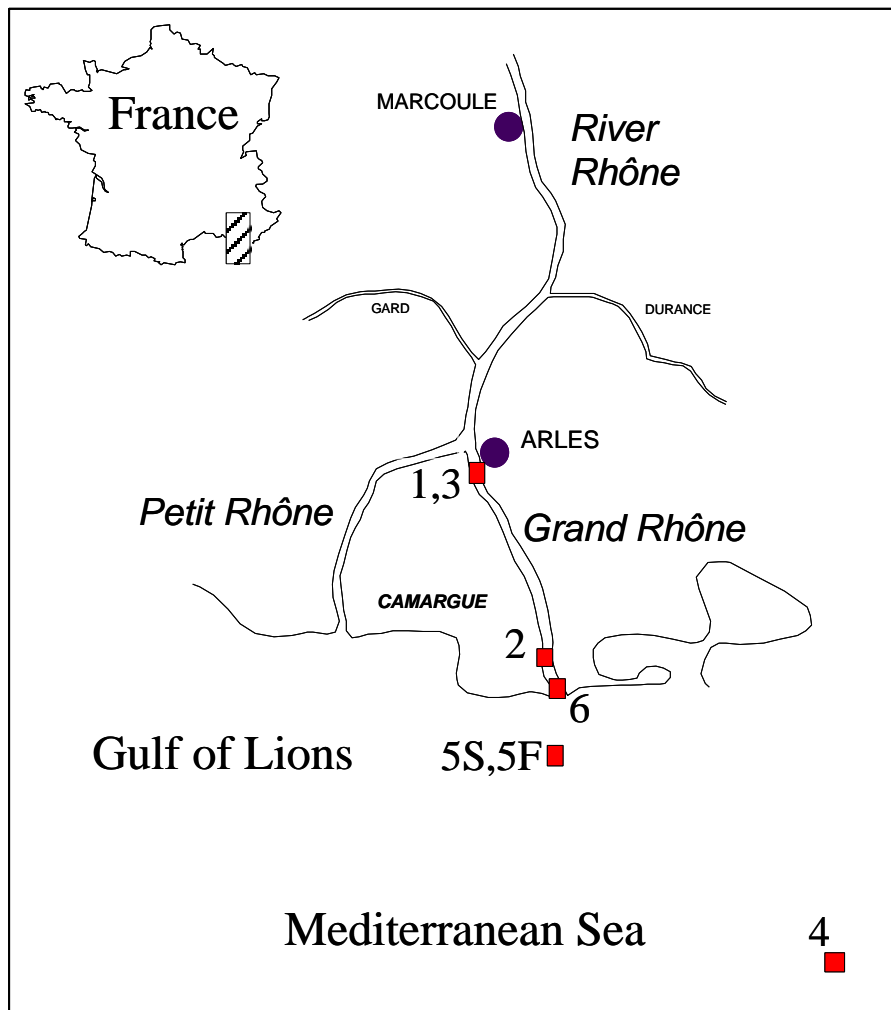 France
MARCOULE
River
Rhône
GARD
DURANCE
ARLES
1,3
Petit Rhône
Grand Rhône
CAMARGUE
2
6
Gulf of Lions
5S,5F
Mediterranean Sea
4